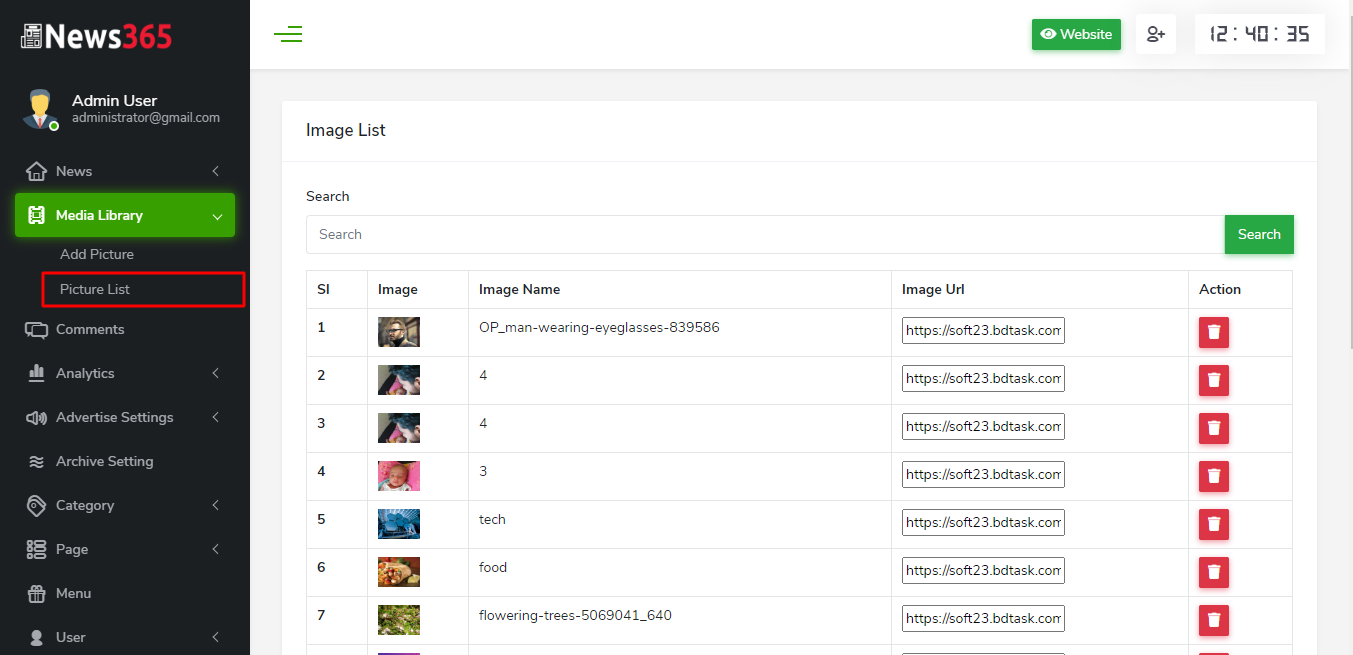 News365
Website
12:40:35
Admin User
administrator@gmail.com
News
Media Library
Add Picture
Picture List
Comments
Analytics
Advertise Settings
Archive Setting
Category
Page
Menu
User
Image List
Search
Search Search
Sl Image Image Name Image Url Action
1 OP_man-wearing-eyeglasses-839586 https://soft23.bdtask.com
2 4 https://soft23.bdtask.com
3 4 https://soft23.bdtask.com
4 3 https://soft23.bdtask.com
5 tech https://soft23.bdtask.com
6 food https://soft23.bdtask.com
7 flowering-trees-5069041_640 https://soft23.bdtask.com